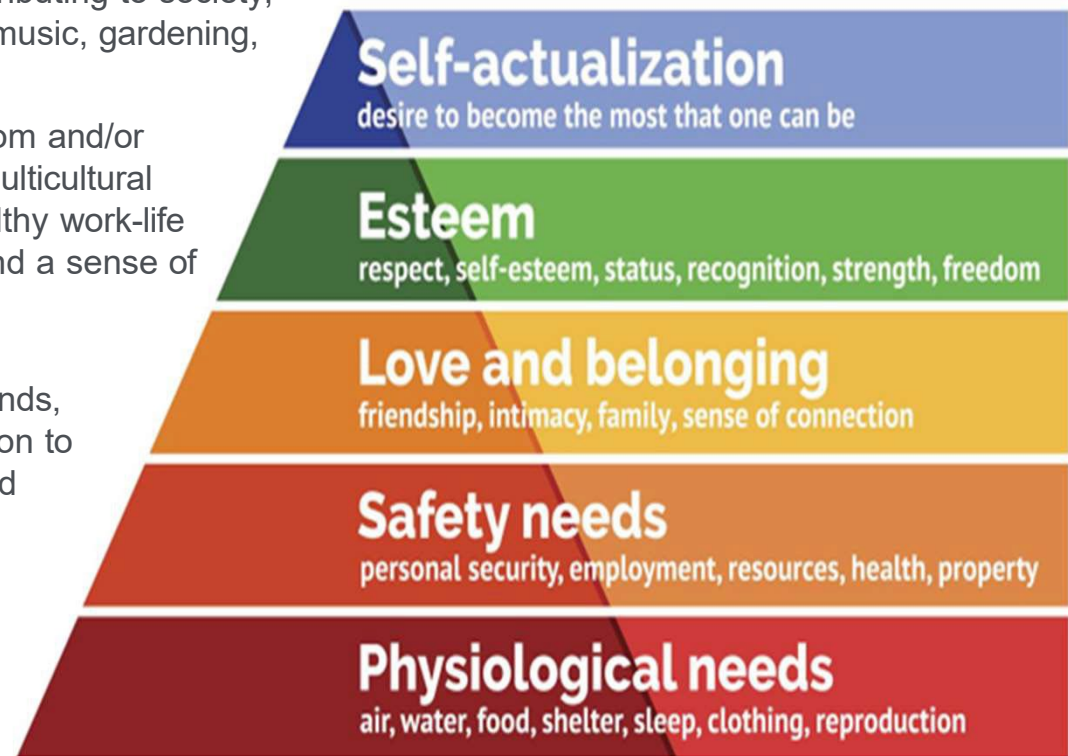 ributing to society,
music, gardening,
om and/or
ulticultural
lthy work-life
nd a sense of
nds,
on to
d
Self-actualization
desire to become the most that one can be
Esteem
respect, self-esteem, status, recognition, strength, freedom
Love and belonging
friendship, intimacy, family, sense of connection
Safety needs
personal security, employment, resources, health, property
Physiological needs
air, water, food, shelter, sleep, clothing, reproduction